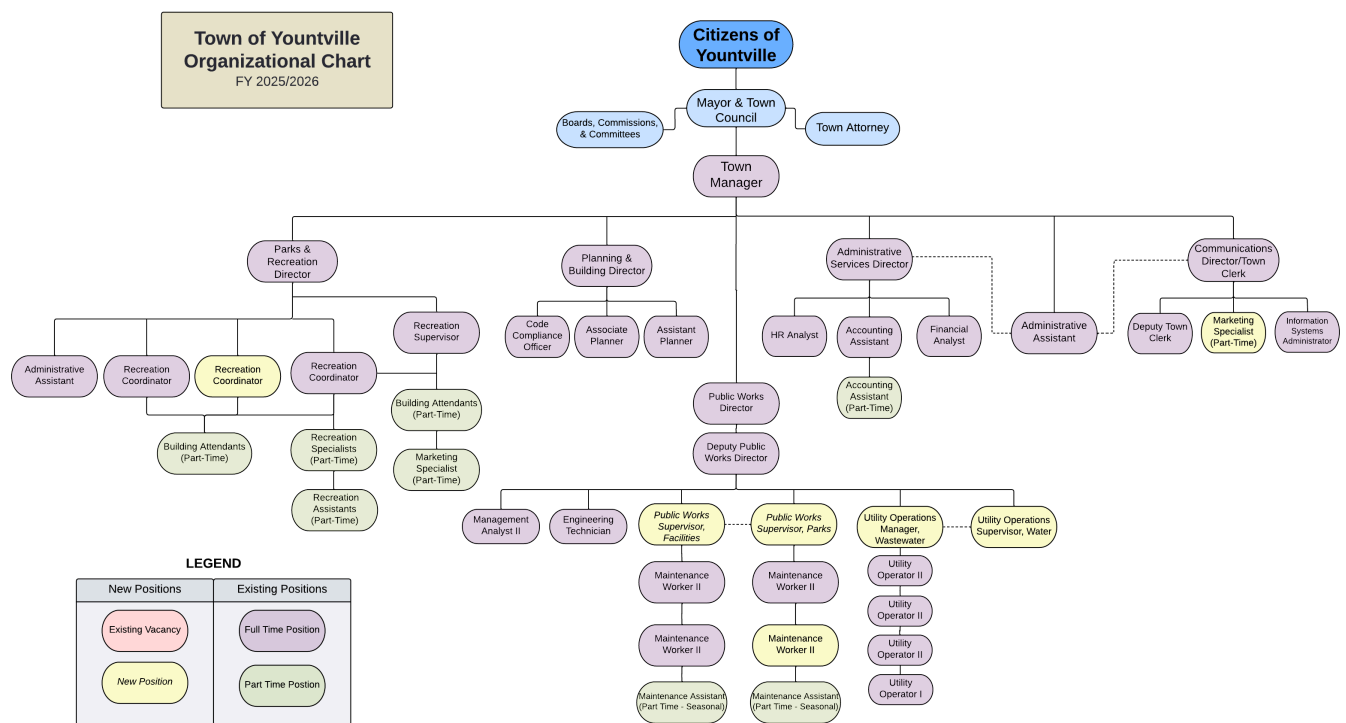 Town of Yountville
Organizational Chart
FY 2025/2026
Citizens of
Yountville
Mayor & Town
Council
Boards, Commissions,
& Committees
Town Attorney
Town
Manager
Parks &
Recreation
Director
Planning &
Building Director
Administrative
Services Director
Communications
Director/Town
Clerk
Recreation
Supervisor
Code
Compliance
Officer
Associate
Planner
Assistant
Planner
HR Analyst
Accounting
Assistant
Financial
Analyst
Administrative
Assistant
Deputy Town
Clerk
Marketing
Specialist
(Part-Time)
Information
Systems
Administrator
Administrative
Assistant
Recreation
Coordinator
Recreation
Coordinator
Recreation
Coordinator
Building Attendants
(Part-Time)
Accounting
Assistant
(Part-Time)
Public Works
Director
Building Attendants
(Part-Time)
Recreation
Specialists
(Part-Time)
Marketing
Specialist
(Part-Time)
Deputy Public
Works Director
Recreation
Assistants
(Part-Time)
Management
Analyst II
Engineering
Technician
Public Works
Supervisor,
Facilities
Public Works
Supervisor, Parks
Utility Operations
Manager,
Wastewater
Utility Operations
Supervisor, Water
Maintenance
Worker II
Maintenance
Worker II
Utility
Operator II
Utility
Operator II
Maintenance
Worker II
Maintenance
Worker II
Utility
Operator II
Utility
Operator I
Maintenance Assistant
(Part Time - Seasonal)
Maintenance Assistant
(Part Time - Seasonal)
LEGEND
New Positions
Existing Positions
Existing Vacancy
Full Time Position
New Position
Part Time Postion